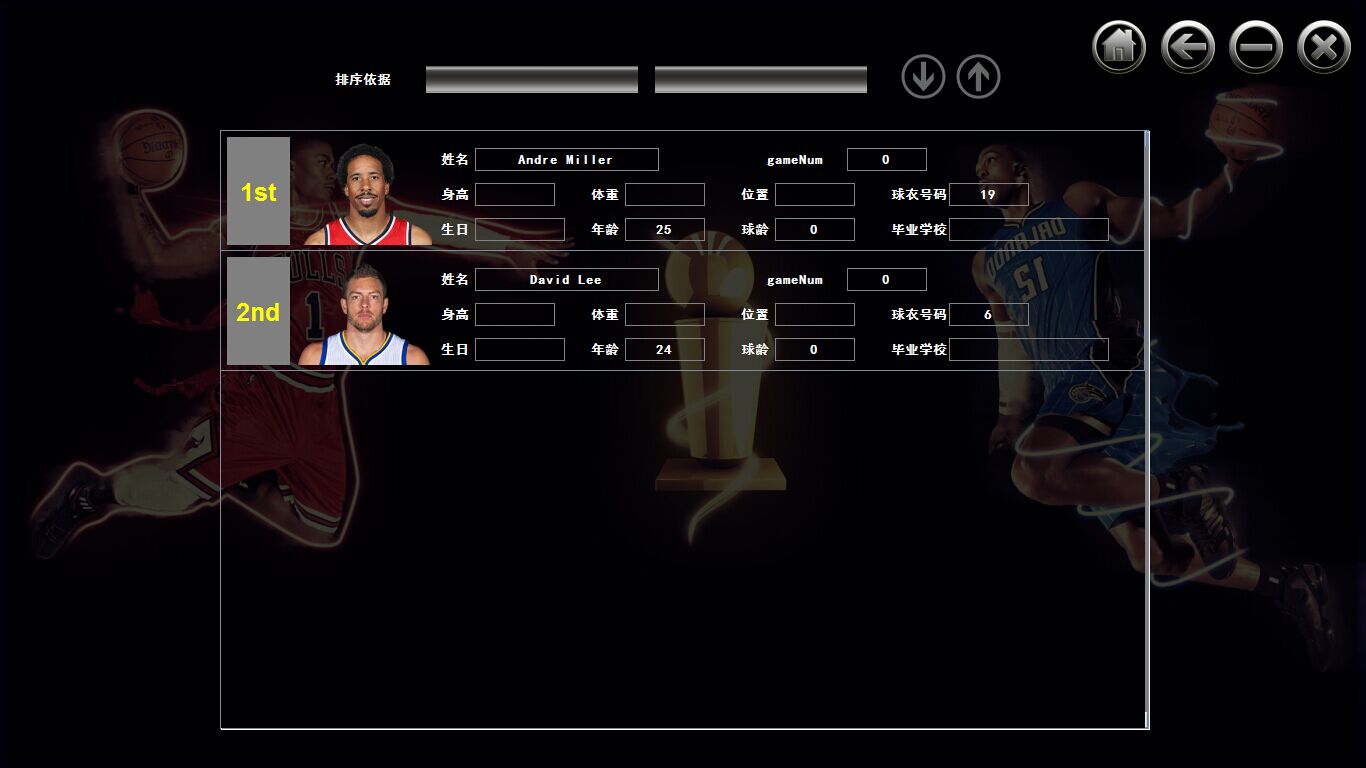 排序依据
1st
姓名 Andre Miller gameNum 0
身高 体重 位置 球衣号码 19
生日 年龄 25 球龄 0 毕业学校
2nd
姓名 David Lee gameNum 0
身高 体重 位置 球衣号码 6
生日 年龄 24 球龄 0 毕业学校
BULLS
1